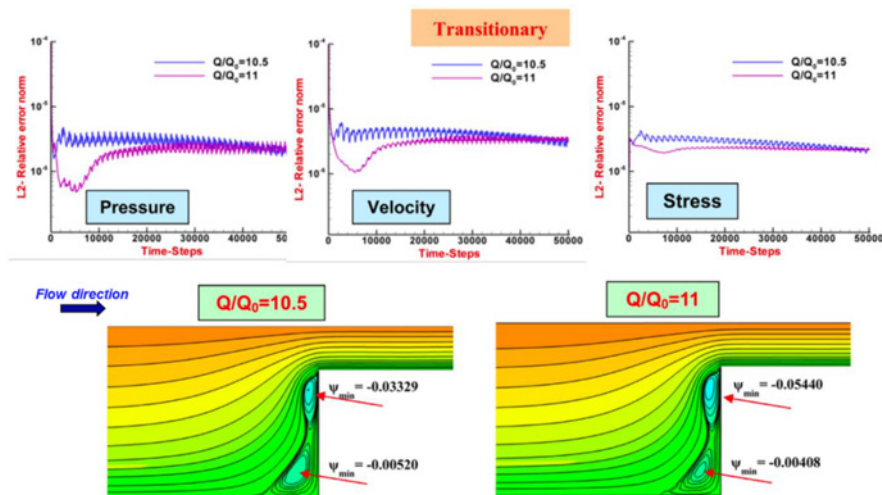 Transitionary
10⁻⁴
Q/Q₀=10.5
Q/Q₀=11
10⁻⁵
10⁻⁶
L2- Relative error norm
Pressure
0 10000 20000 30000 40000 50
Time-Steps
10⁻⁴
Q/Q₀=10.5
Q/Q₀=11
10⁻⁵
10⁻⁶
L2- Relative error norm
Velocity
0 10000 20000 30000 40000 50000
Time-Steps
10⁻⁴
Q/Q₀=10.5
Q/Q₀=11
10⁻⁵
10⁻⁶
L2- Relative error norm
Stress
0 10000 20000 30000 40000 50000
Time-Steps
Flow direction
Q/Q₀=10.5
Q/Q₀=11
Ψmin = -0.03329
Ψmin = -0.00520
Ψmin = -0.05440
Ψmin = -0.00408